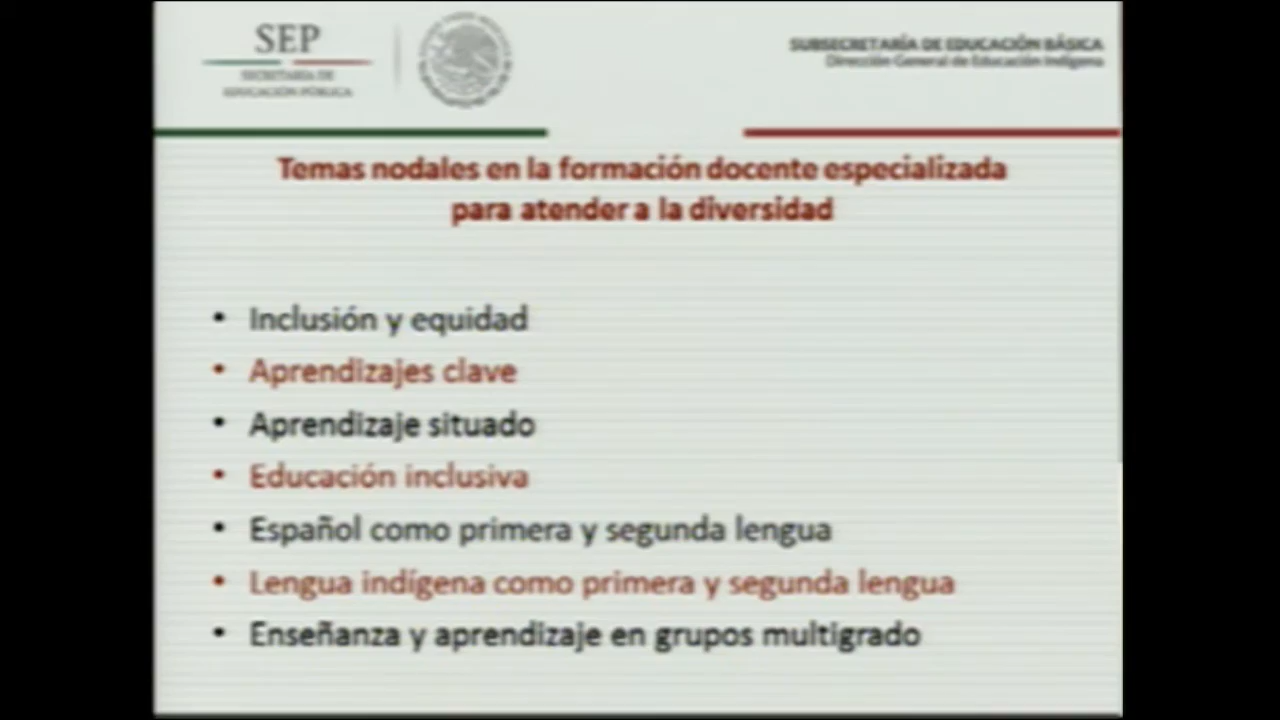 SEP
SECRETARÍA DE
EDUCACIÓN PÚBLICA
SUBSECRETARÍA DE EDUCACIÓN BÁSICA
Dirección General de Educación Indígena
Temas nodales en la formación docente especializada
para atender a la diversidad
• Inclusión y equidad
• Aprendizajes clave
• Aprendizaje situado
• Educación inclusiva
• Español como primera y segunda lengua
• Lengua indígena como primera y segunda lengua
• Enseñanza y aprendizaje en grupos multigrado